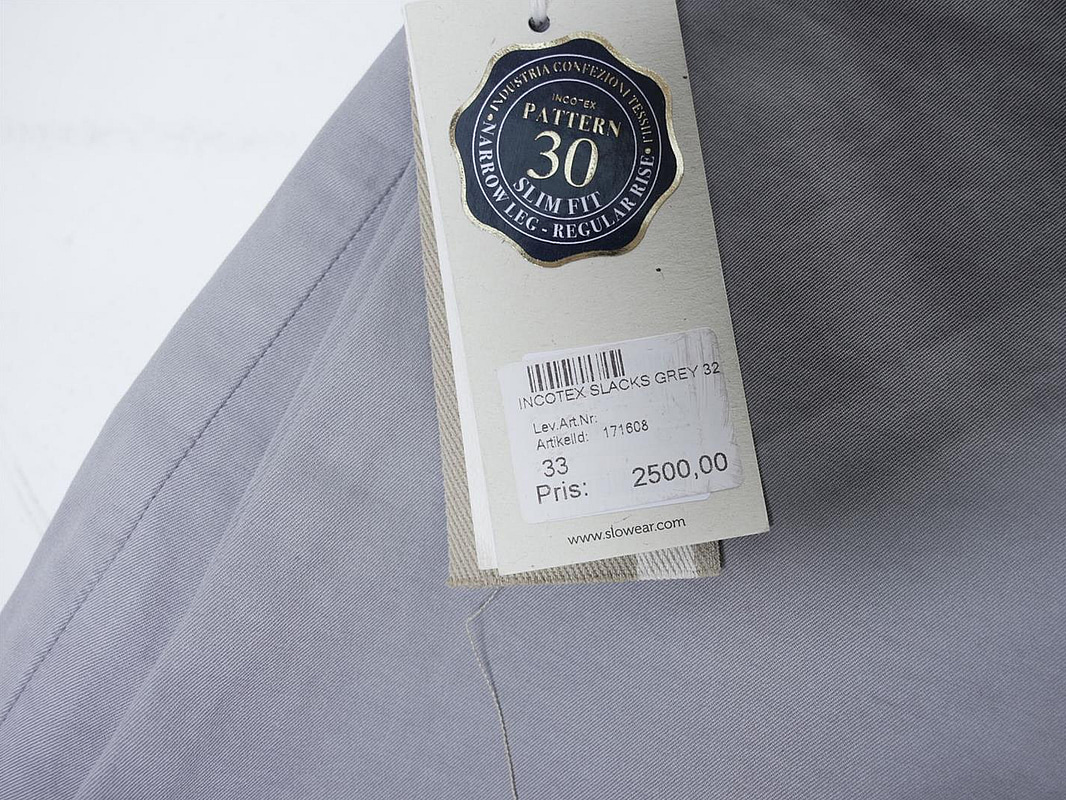 INDUSTRIA CONFEZIONI TESSILI
INCOTEX
PATTERN
30
SLIM FIT
NARROW LEG - REGULAR RISE
INCOTEX SLACKS GREY 32
Lev.Art.Nr:
ArtikelId: 171608
33
Pris: 2500,00
www.slowear.com